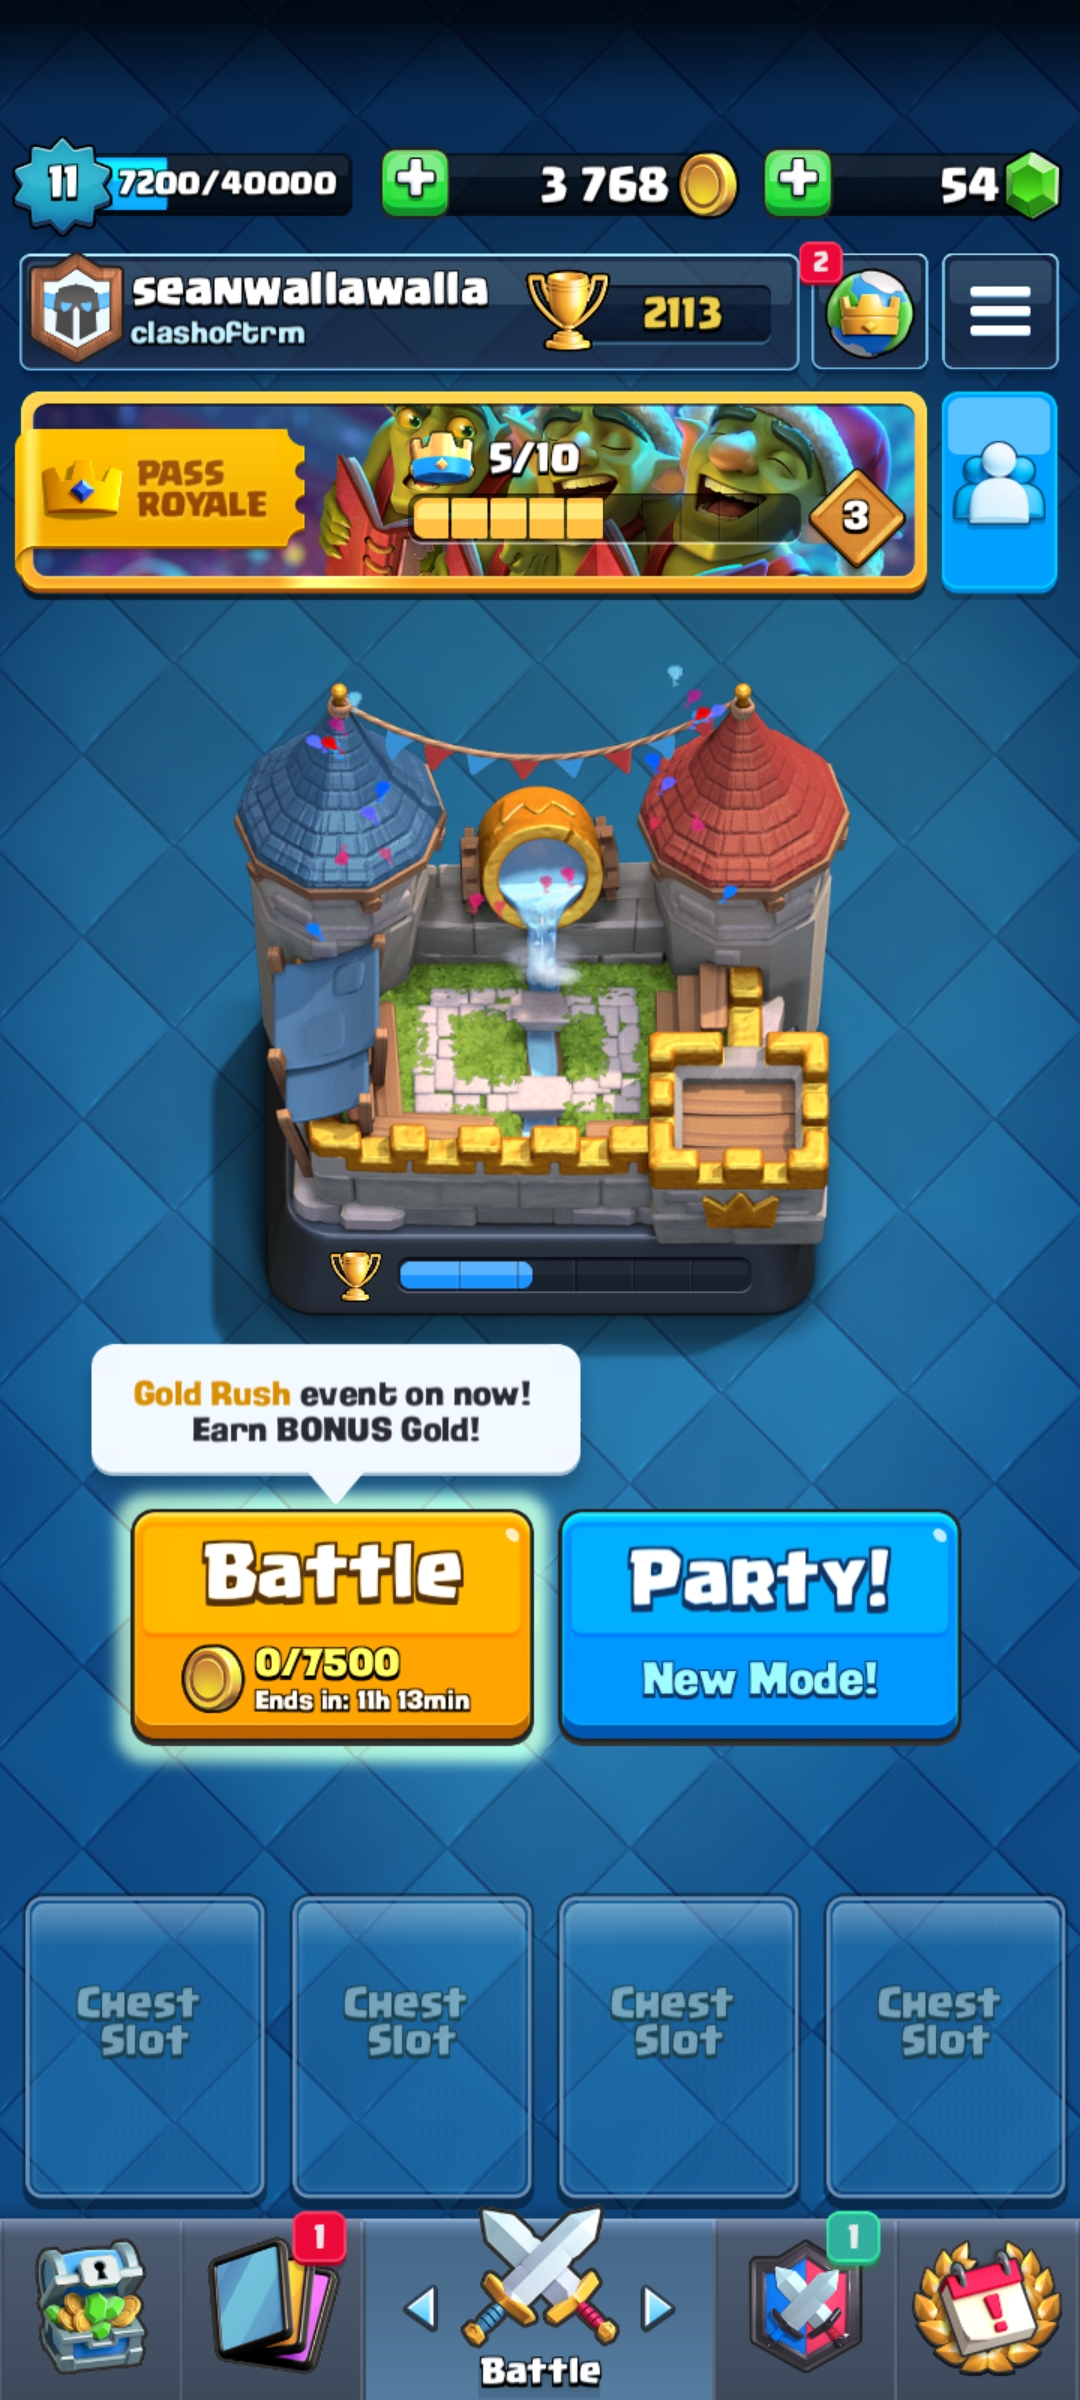 11
7200/40000
3 768
54
seanwallawalla
clashoftrm
2113
2
PASS
ROYALE
5/10
3
Gold Rush event on now!
Earn BONUS Gold!
Battle
0/7500
Ends in: 11h 13min
Party!
New Mode!
Chest
Slot
Chest
Slot
Chest
Slot
Chest
Slot
1
1
Battle